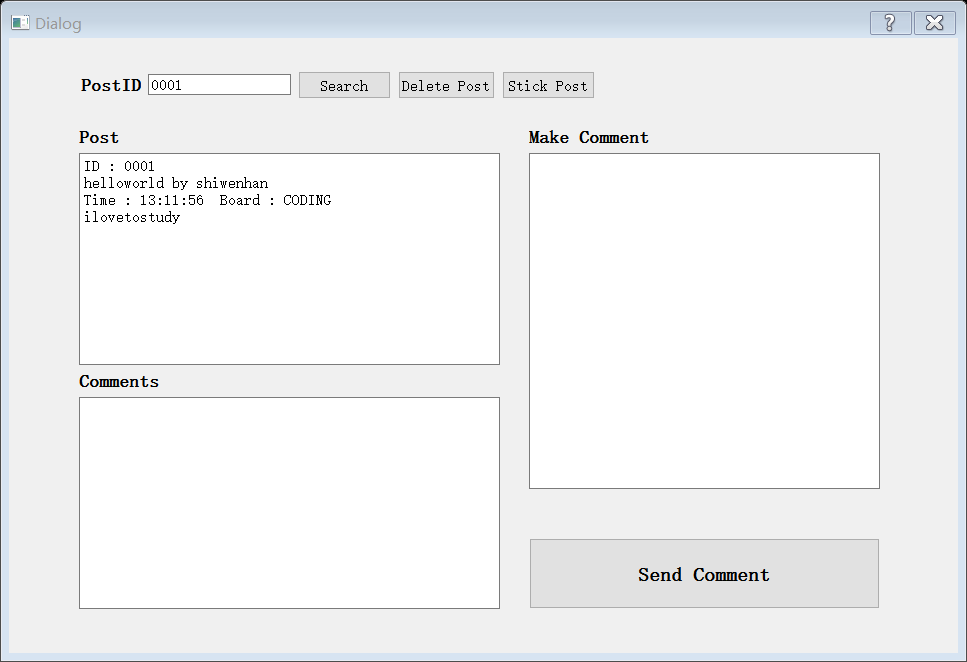 Dialog
PostID 0001 Search Delete Post Stick Post
Post
ID : 0001
helloworld by shiwenhan
Time : 13:11:56  Board : CODING
ilovetostudy
Comments
Make Comment
Send Comment